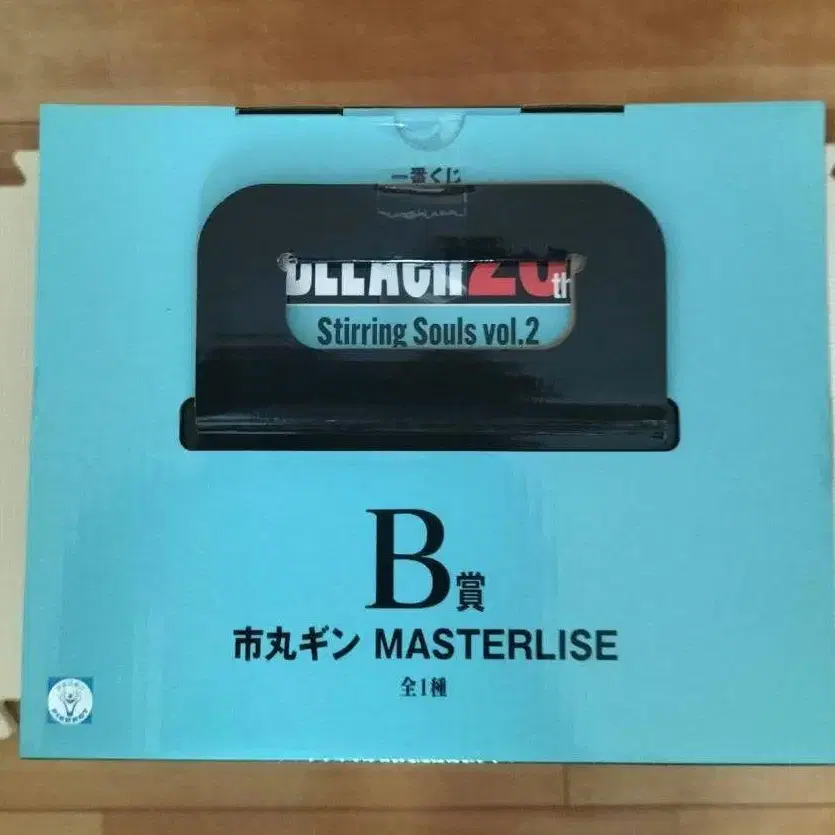 一番くじ
BLEACH 20th
Stirring Souls vol.2
B賞
市丸ギン MASTERLISE
全1種